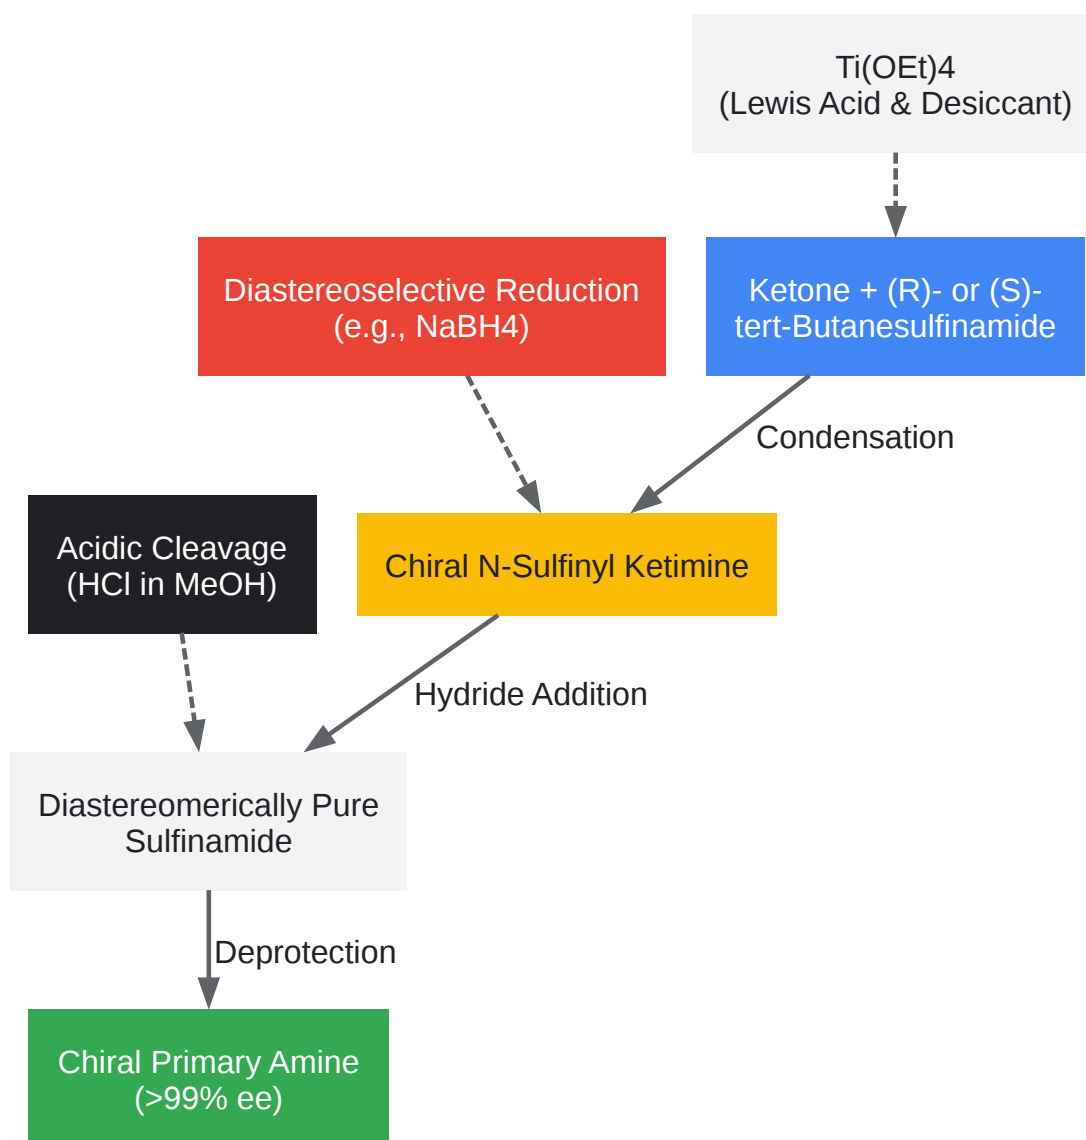 Ti(OEt)4
(Lewis Acid & Desiccant)
Diastereoselective Reduction
(e.g., NaBH4)
Ketone + (R)- or (S)-
tert-Butanesulfinamide
Condensation
Acidic Cleavage
(HCl in MeOH)
Chiral N-Sulfinyl Ketimine
Hydride Addition
Diastereomerically Pure
Sulfinamide
Deprotection
Chiral Primary Amine
(>99% ee)